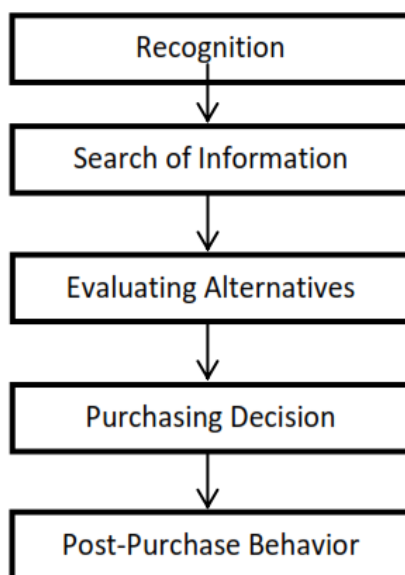 Recognition
Search of Information
Evaluating Alternatives
Purchasing Decision
Post-Purchase Behavior